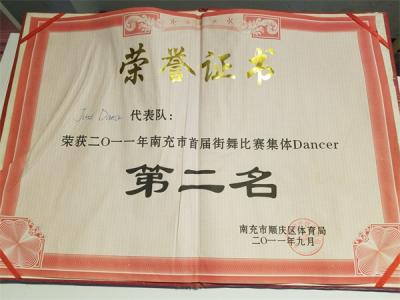 荣誉证书
Just Dance 代表队：
荣获二〇一一年南充市首届街舞比赛集体Dancer
第二名
南充市顺庆区体育局
二〇一一年九月